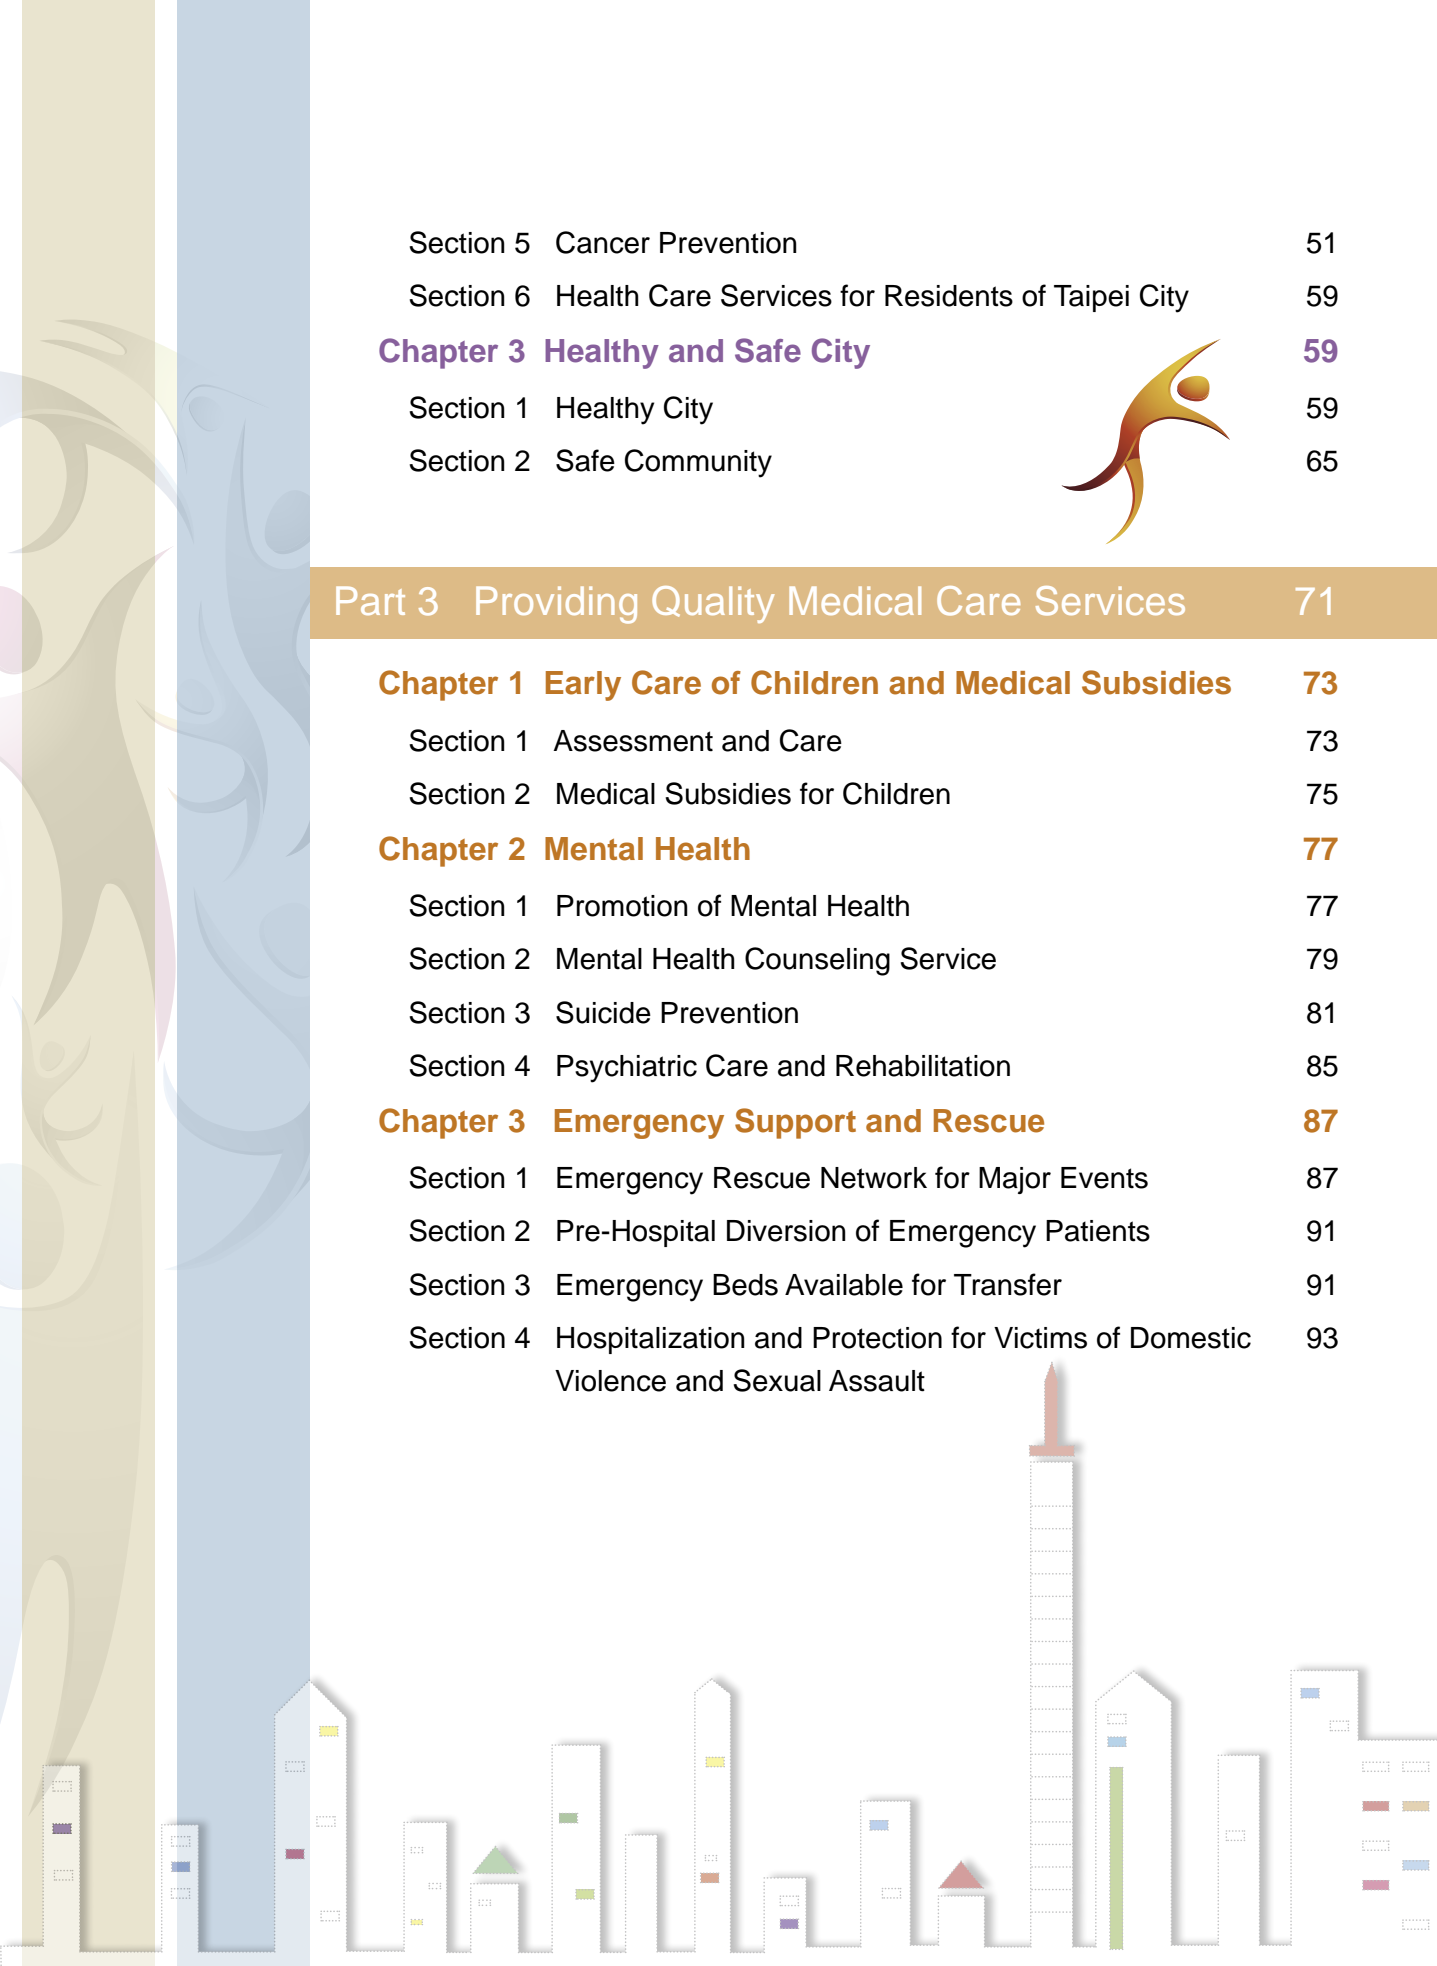 Section 5 Cancer Prevention 51
Section 6 Health Care Services for Residents of Taipei City 59
Chapter 3 Healthy and Safe City 59
Section 1 Healthy City 59
Section 2 Safe Community 65
Part 3 Providing Quality Medical Care Services 71
Chapter 1 Early Care of Children and Medical Subsidies 73
Section 1 Assessment and Care 73
Section 2 Medical Subsidies for Children 75
Chapter 2 Mental Health 77
Section 1 Promotion of Mental Health 77
Section 2 Mental Health Counseling Service 79
Section 3 Suicide Prevention 81
Section 4 Psychiatric Care and Rehabilitation 85
Chapter 3 Emergency Support and Rescue 87
Section 1 Emergency Rescue Network for Major Events 87
Section 2 Pre-Hospital Diversion of Emergency Patients 91
Section 3 Emergency Beds Available for Transfer 91
Section 4 Hospitalization and Protection for Victims of Domestic 93
Violence and Sexual Assault